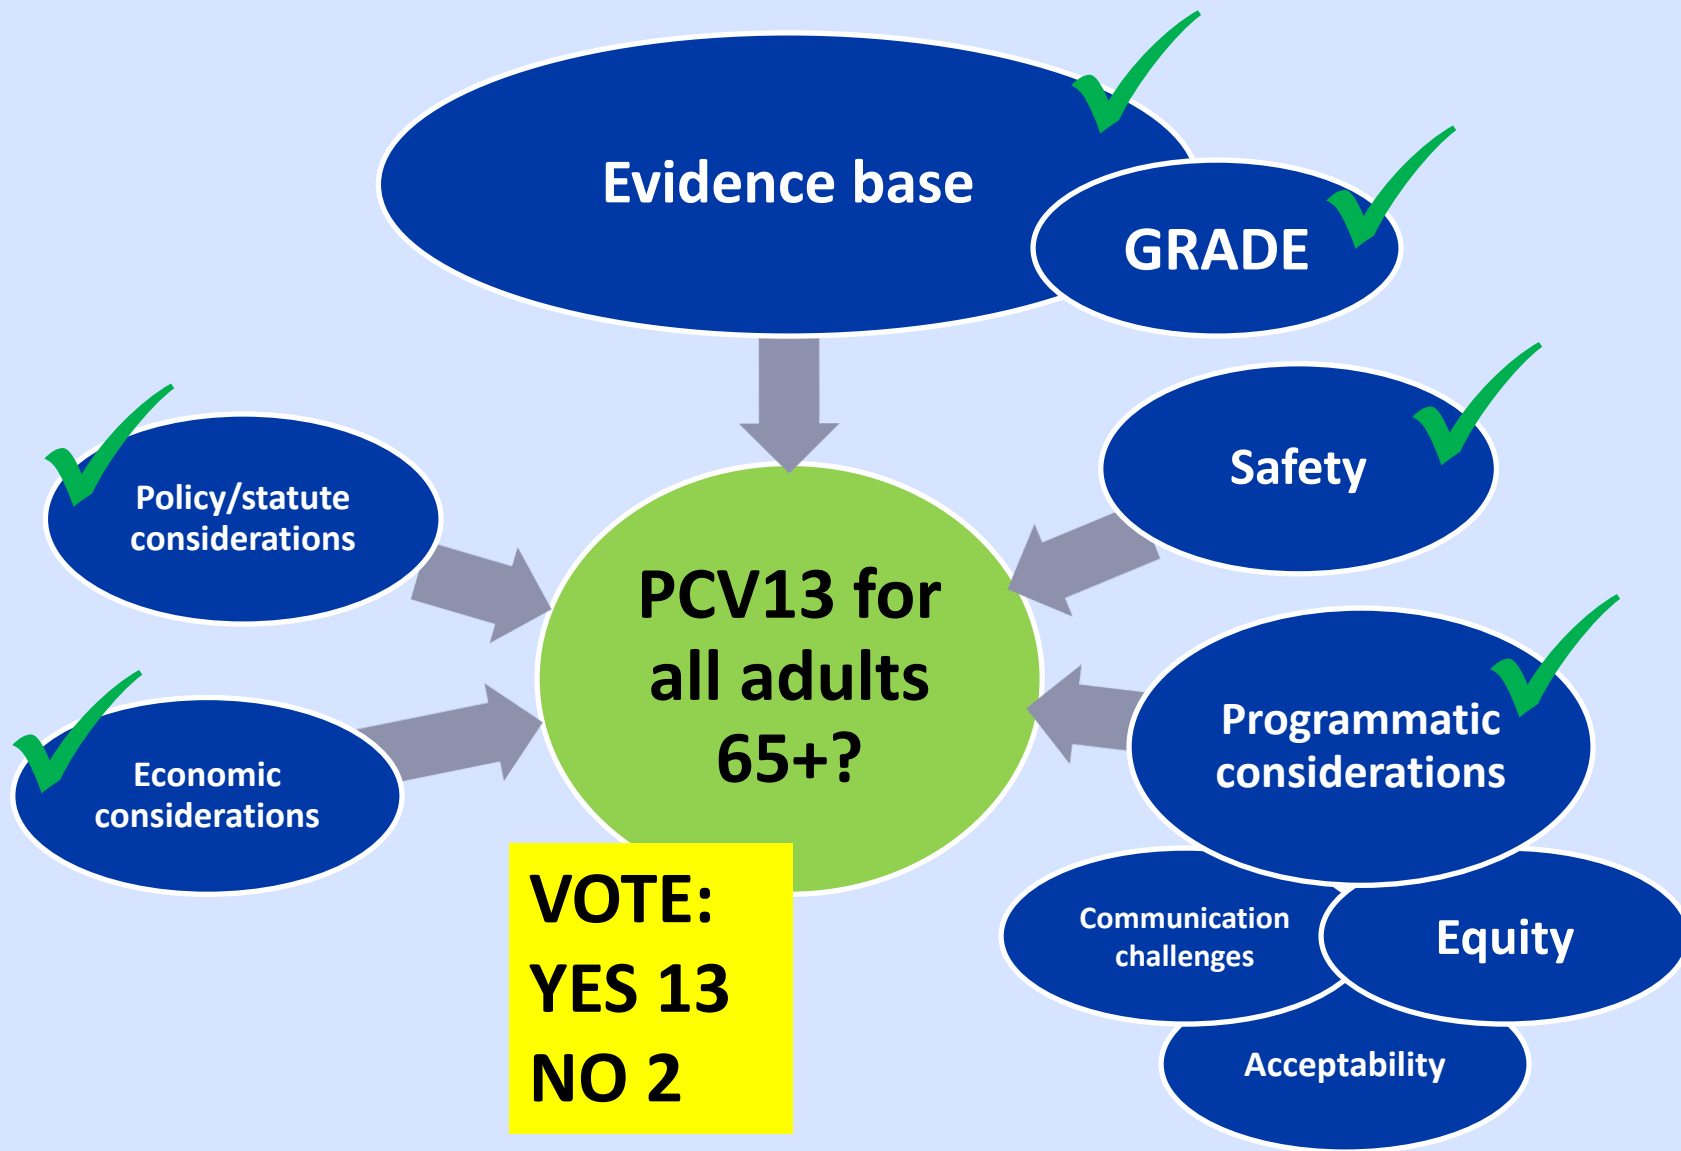 Evidence base
GRADE
Policy/statute
considerations
Safety
PCV13 for
all adults
65+?
Programmatic
considerations
Economic
considerations
VOTE:
YES 13
NO 2
Communication
challenges
Equity
Acceptability